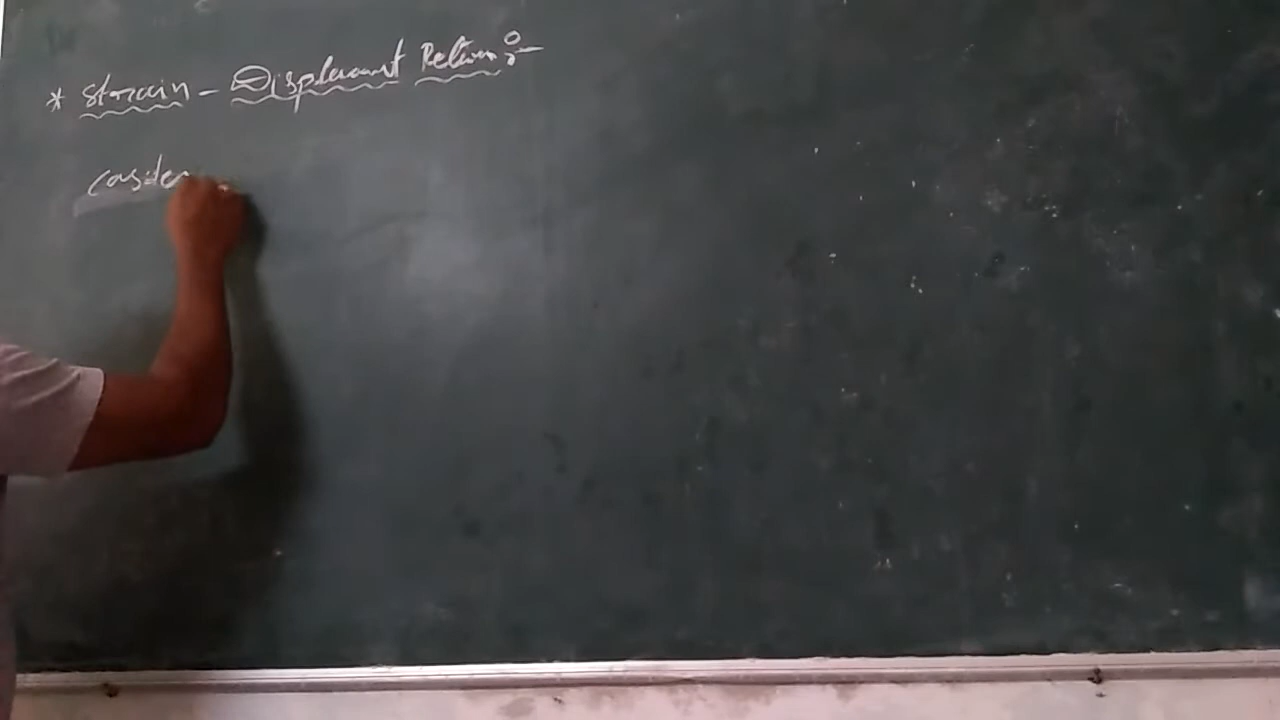 * Strain - Displacement Relation :-
Consider